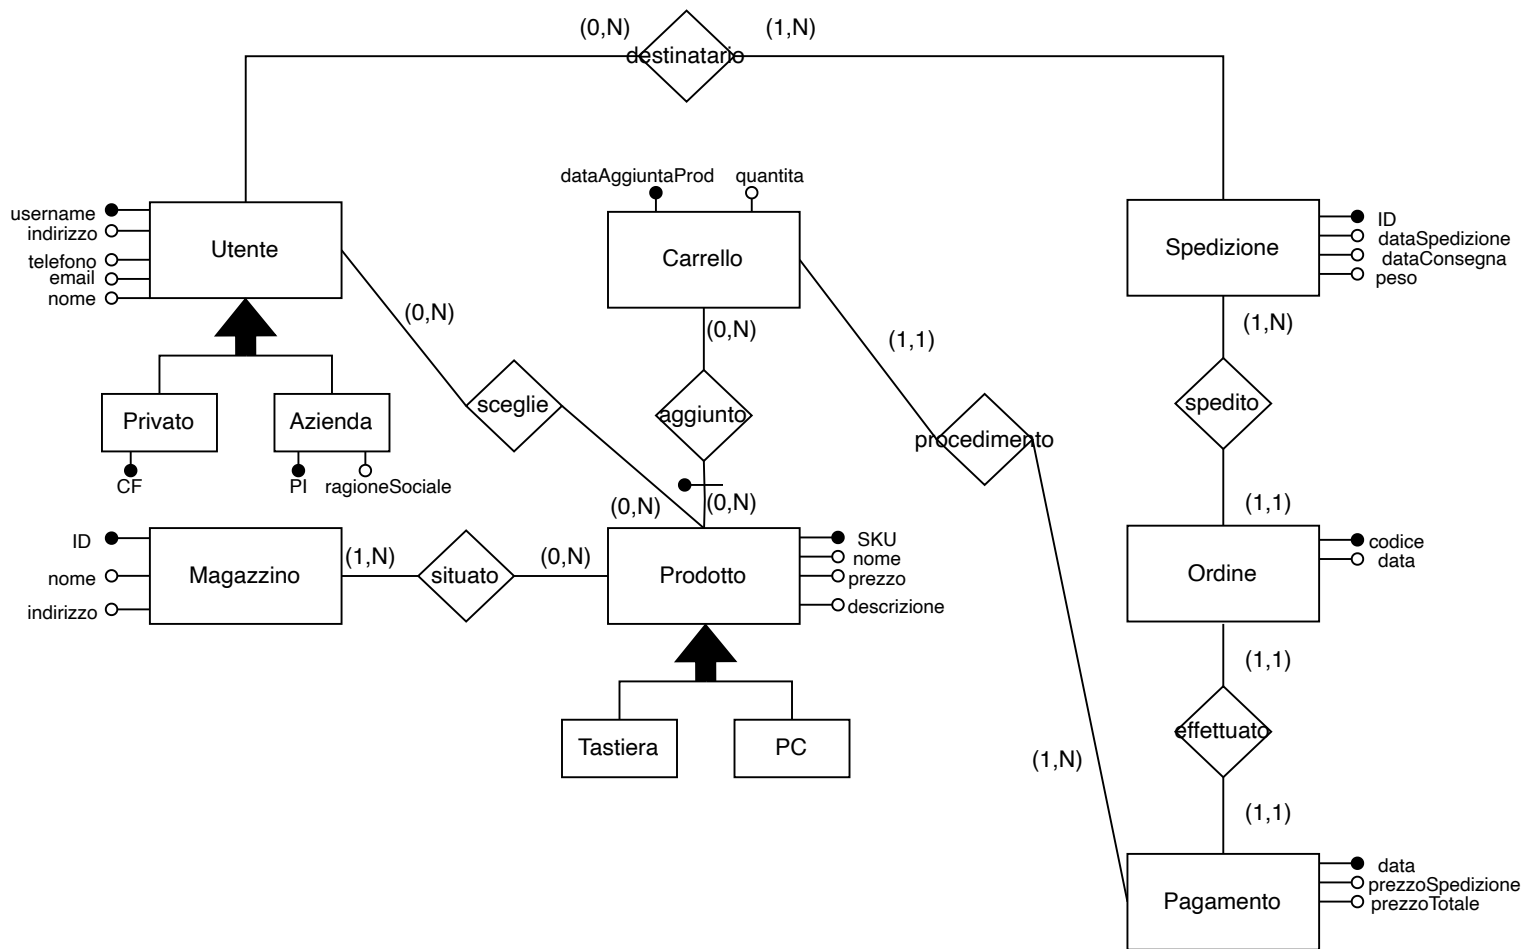 (0,N)
(1,N)
destinatario
dataAggiuntaProd
quantita
username
indirizzo
telefono
email
nome
Utente
Carrello
Spedizione
ID
dataSpedizione
dataConsegna
peso
(0,N)
(0,N)
(1,1)
(1,N)
Privato
Azienda
sceglie
aggiunto
procedimento
spedito
CF
PI
ragioneSociale
(0,N)
(0,N)
(1,1)
ID
nome
indirizzo
Magazzino
(1,N)
situato
(0,N)
Prodotto
SKU
nome
prezzo
descrizione
Ordine
codice
data
(1,1)
Tastiera
PC
effettuato
(1,N)
(1,1)
Pagamento
data
prezzoSpedizione
prezzoTotale